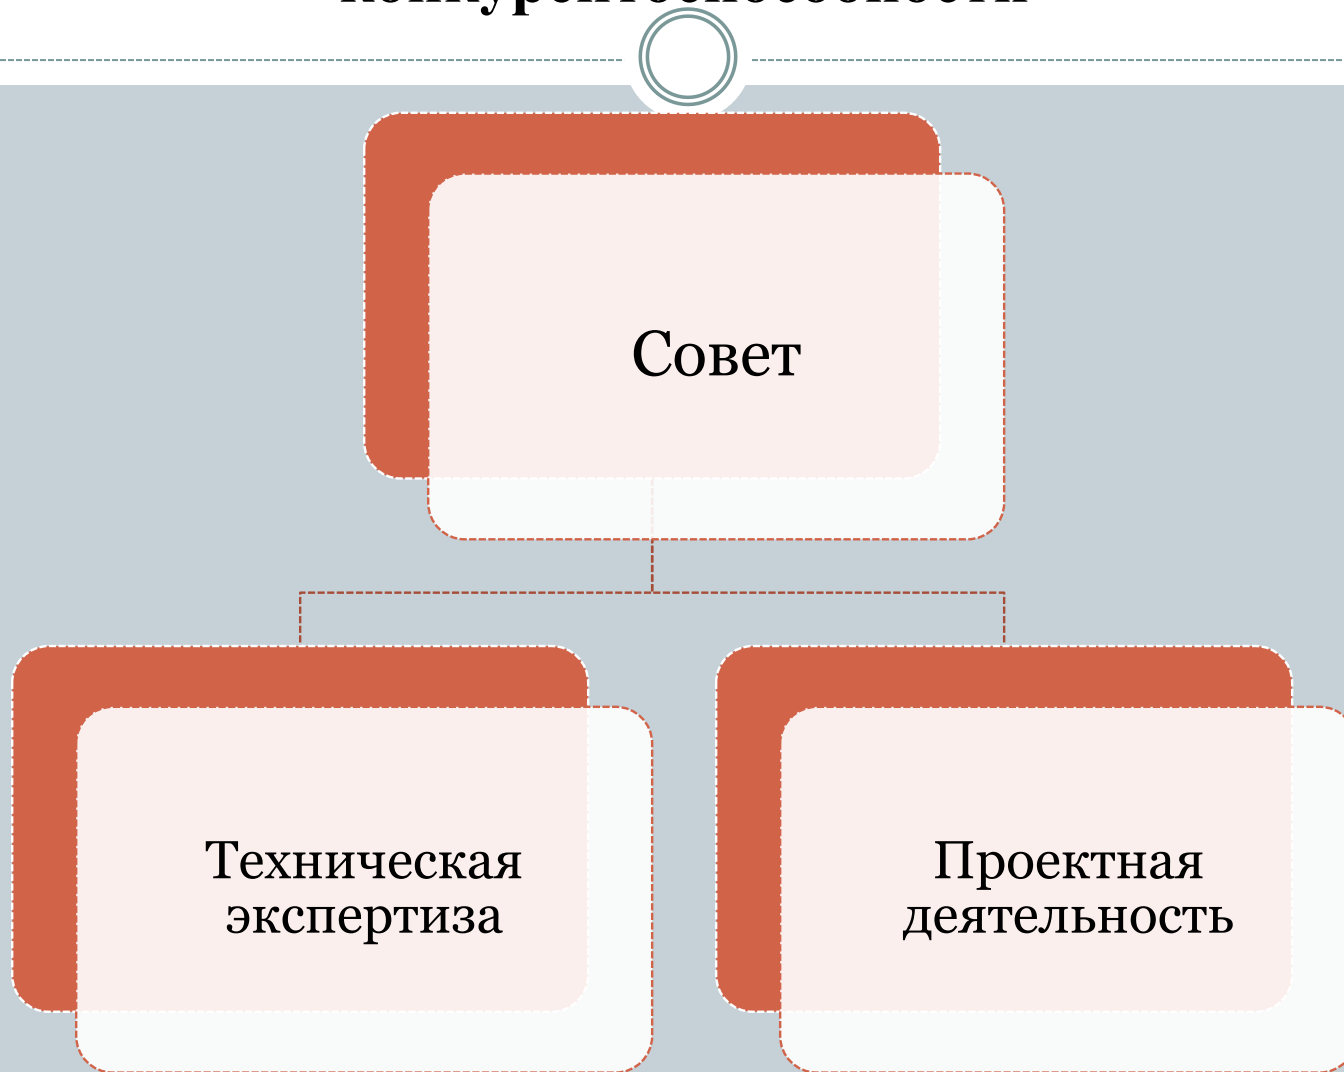 Совет
Техническая
экспертиза
Проектная
деятельность